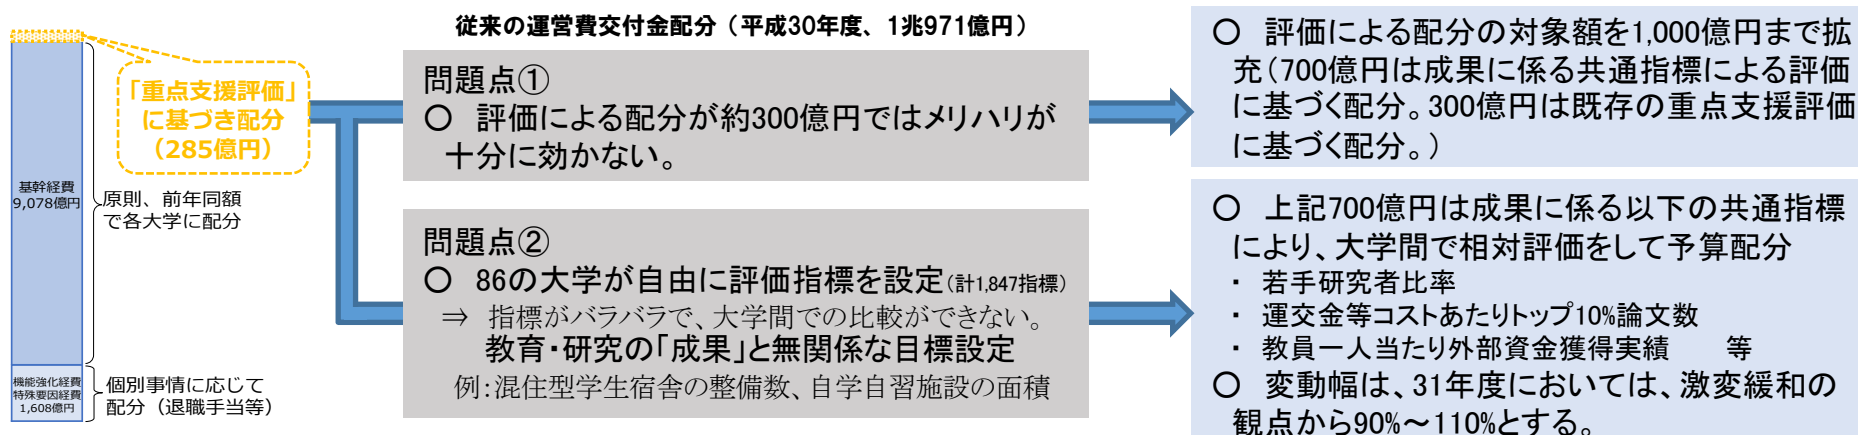 従来の運営費交付金配分（平成30年度、1兆971億円）
「重点支援評価」
に基づき配分
（285億円）
基幹経費
9,078億円
原則、前年同額
で各大学に配分
機能強化経費
特殊要因経費
1,608億円
個別事情に応じて
配分（退職手当等）
問題点①
○ 評価による配分が約300億円ではメリハリが
十分に効かない。
問題点②
○ 86の大学が自由に評価指標を設定（計1,847指標）
⇒ 指標がバラバラで、大学間での比較ができない。
教育・研究の「成果」と無関係な目標設定
例：混住型学生宿舎の整備数、自学自習施設の面積
○ 評価による配分の対象額を1,000億円まで拡
充（700億円は成果に係る共通指標による評価
に基づく配分。300億円は既存の重点支援評価
に基づく配分。）
○ 上記700億円は成果に係る以下の共通指標
により、大学間で相対評価をして予算配分
・ 若手研究者比率
・ 運交金等コストあたりトップ10%論文数
・ 教員一人当たり外部資金獲得実績 等
○ 変動幅は、31年度においては、激変緩和の
観点から90%～110%とする。